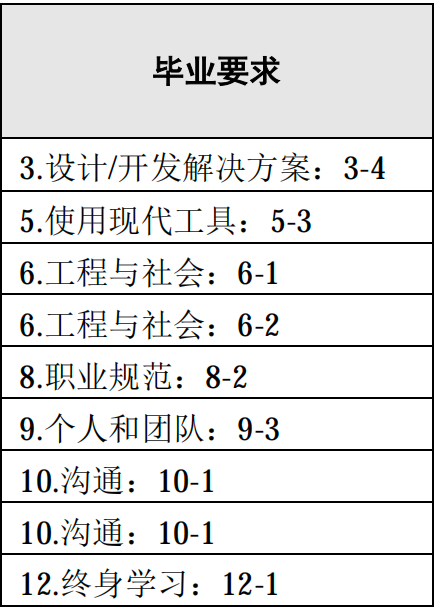 毕业要求
3.设计/开发解决方案：3-4
5.使用现代工具：5-3
6.工程与社会：6-1
6.工程与社会：6-2
8.职业规范：8-2
9.个人和团队：9-3
10.沟通：10-1
10.沟通：10-1
12.终身学习：12-1